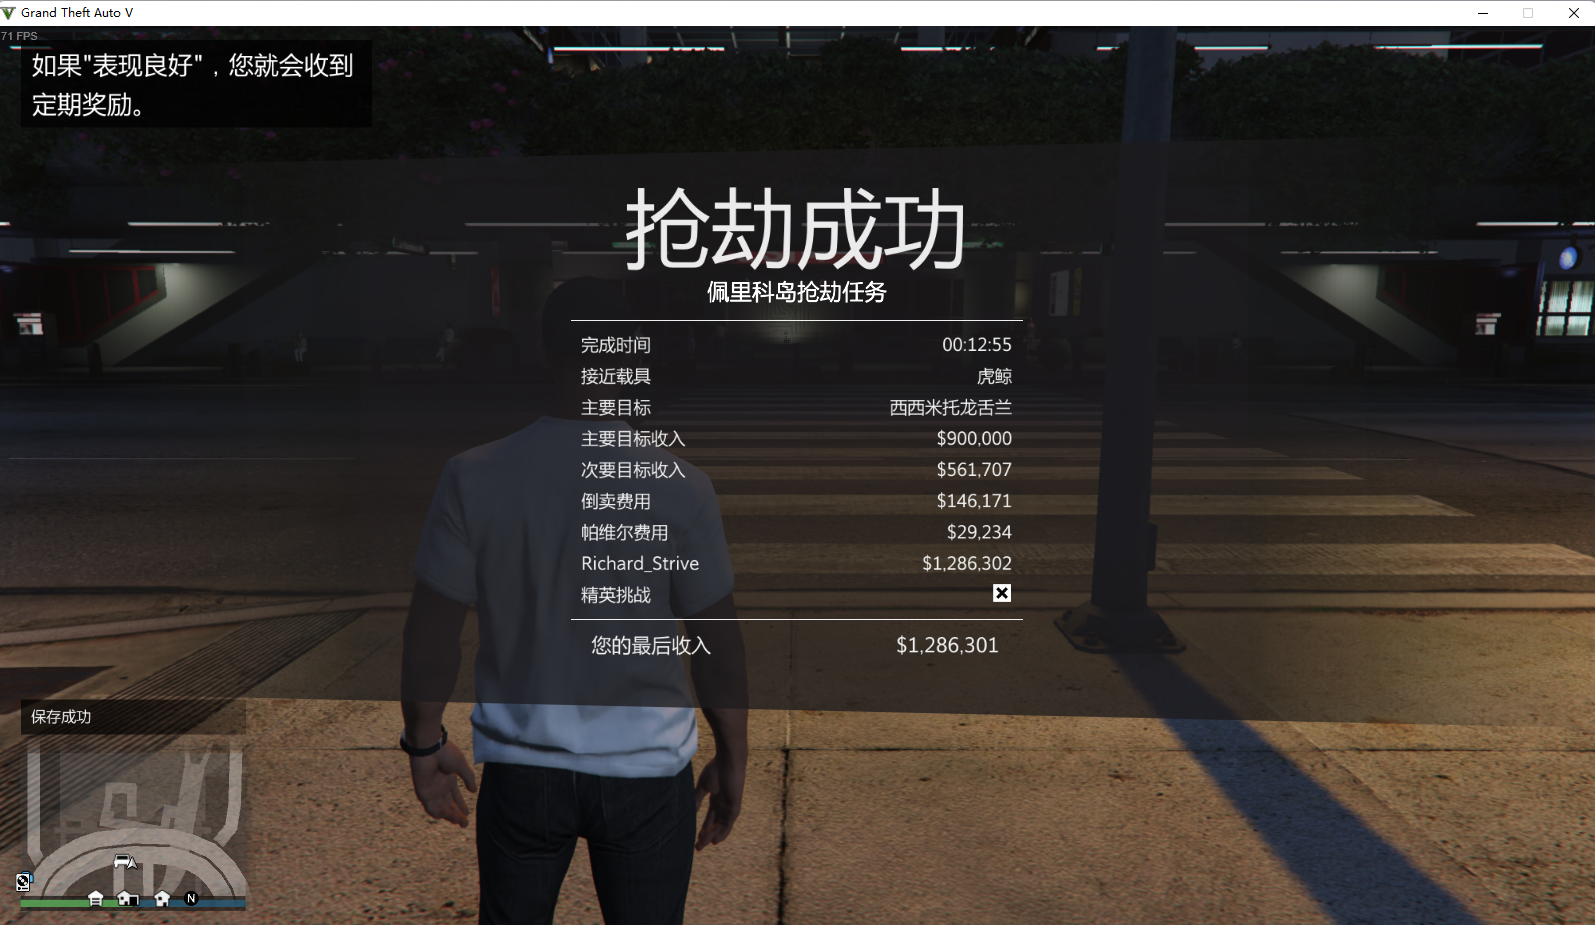 Grand Theft Auto V
71 FPS
如果"表现良好"，您就会收到
定期奖励。
抢劫成功
佩里科岛抢劫任务
完成时间 00:12:55
接近载具 虎鲸
主要目标 西西米托龙舌兰
主要目标收入 $900,000
次要目标收入 $561,707
倒卖费用 $146,171
帕维尔费用 $29,234
Richard_Strive $1,286,302
精英挑战
您的最后收入 $1,286,301
保存成功
N